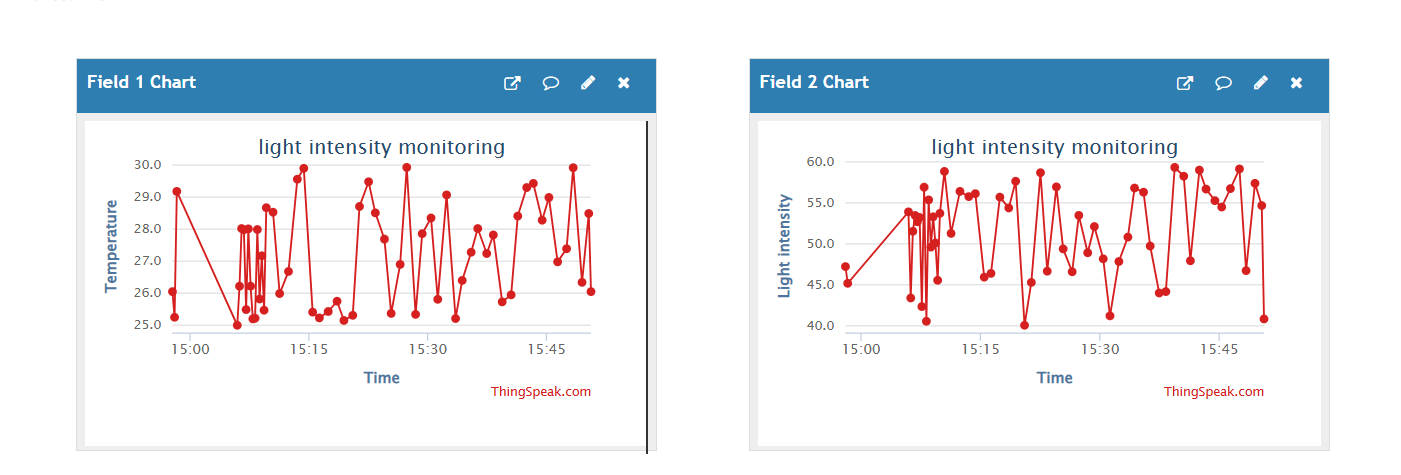 Field 1 Chart
light intensity monitoring
Temperature
30.0
29.0
28.0
27.0
26.0
25.0
15:00 15:15 15:30 15:45
Time
ThingSpeak.com
Field 2 Chart
light intensity monitoring
Light intensity
60.0
55.0
50.0
45.0
40.0
15:00 15:15 15:30 15:45
Time
ThingSpeak.com